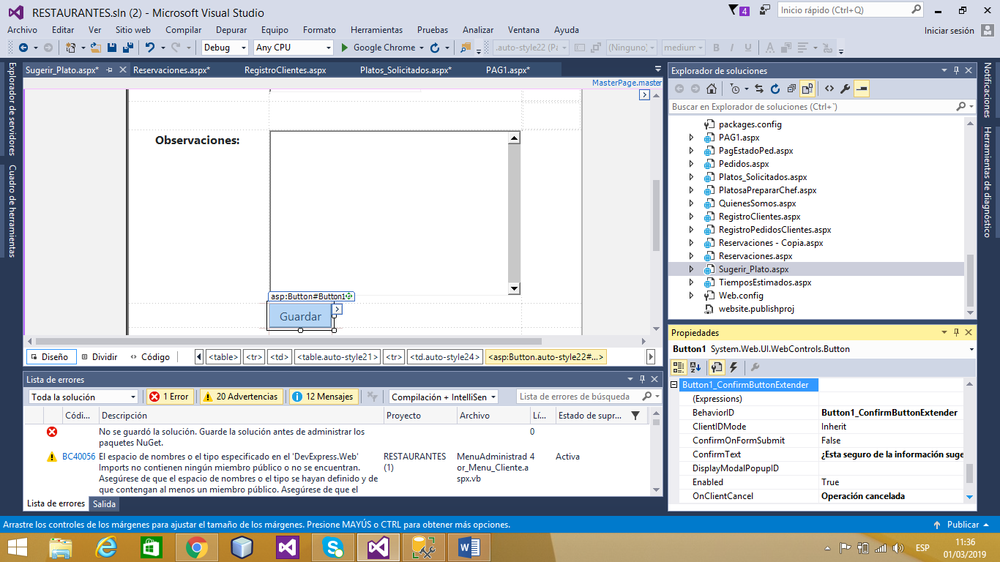 RESTAURANTES.sln (2) - Microsoft Visual Studio
4
Inicio rápido (Ctrl+Q)
Archivo Editar Ver Sitio web Compilar Depurar Equipo Formato Herramientas Pruebas Analizar Ventana Ayuda
Iniciar sesión
Debug Any CPU Google Chrome .auto-style22 (Pa (Ninguno) medium
Explorador de servidores
Cuadro de herramientas
Sugerir_Plato.aspx* Reservaciones.aspx* RegistroClientes.aspx Platos_Solicitados.aspx* PAG1.aspx*
MasterPage.master
Observaciones:
asp:Button#Button1
Guardar
Diseño Dividir Código <table> <tr> <td> <table.auto-style21> <tr> <td.auto-style24> <asp:Button.auto-style22#...>
Lista de errores
Toda la solución 1 Error 20 Advertencias 12 Mensajes Compilación + IntelliSen Lista de errores de búsqueda
Códi... Descripción Proyecto Archivo Lí... Estado de supr...
No se guardó la solución. Guarde la solución antes de administrar los 0
paquetes NuGet.
BC40056 El espacio de nombres o el tipo especificado en el 'DevExpress.Web' RESTAURANTES MenuAdministrad 4 Activa
Imports no contienen ningún miembro público o no se encuentran. (1) or_Menu_Cliente.a
Asegúrese de que el espacio de nombres o el tipo se hayan definido y de spx.vb
que contengan al menos un miembro público. Asegúrese de que el
Lista de errores Salida
Explorador de soluciones
Buscar en Explorador de soluciones (Ctrl+`)
packages.config
PAG1.aspx
PagEstadoPed.aspx
Pedidos.aspx
Platos_Solicitados.aspx
PlatosaPrepararChef.aspx
QuienesSomos.aspx
RegistroClientes.aspx
RegistroPedidosClientes.aspx
Reservaciones - Copia.aspx
Reservaciones.aspx
Sugerir_Plato.aspx
TiemposEstimados.aspx
Web.config
website.publishproj
Propiedades
Button1 System.Web.UI.WebControls.Button
Button1_ConfirmButtonExtender
(Expressions)
BehaviorID Button1_ConfirmButtonExtender
ClientIDMode Inherit
ConfirmOnFormSubmit False
ConfirmText ¿Esta seguro de la información suge
DisplayModalPopupID
Enabled True
OnClientCancel Operación cancelada
Notificaciones
Herramientas de diagnóstico
Arrastre los controles de los márgenes para ajustar el tamaño de los márgenes. Presione MAYÚS o CTRL para obtener más opciones.
Publicar
ESP
11:36
01/03/2019